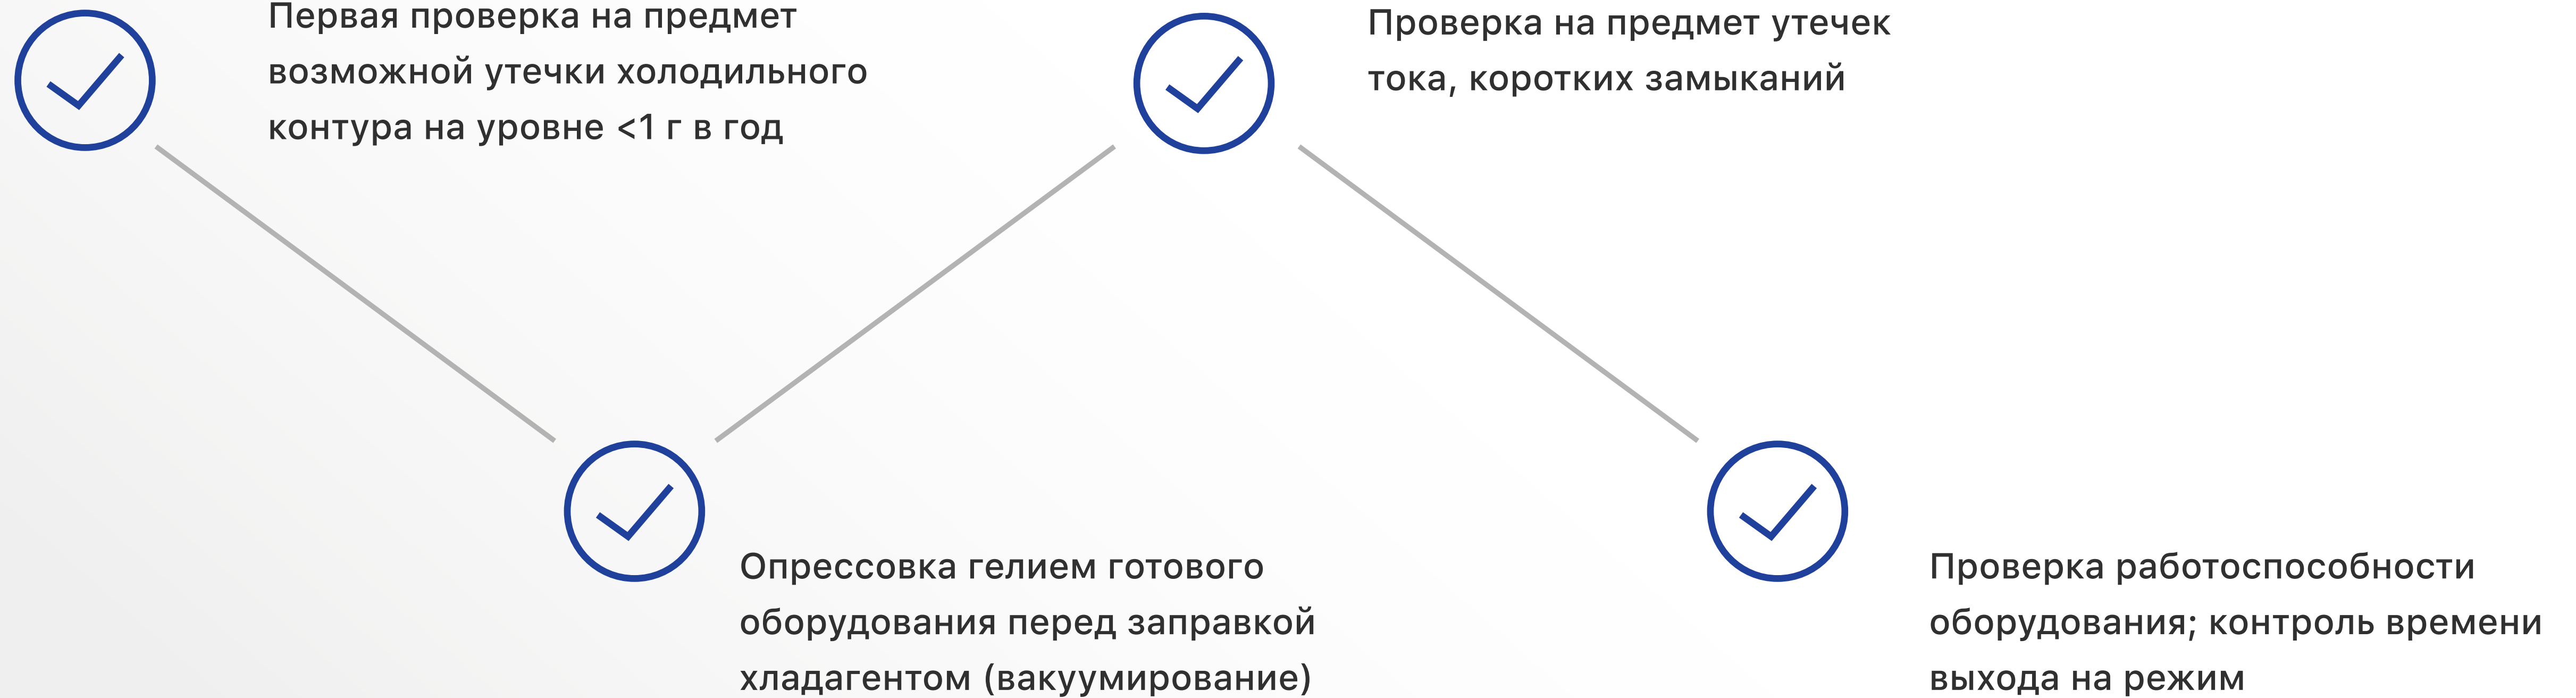 Первая проверка на предмет
возможной утечки холодильного
контура на уровне <1 г в год
Опрессовка гелием готового
оборудования перед заправкой
хладагентом (вакуумирование)
Проверка на предмет утечек
тока, коротких замыканий
Проверка работоспособности
оборудования; контроль времени
выхода на режим